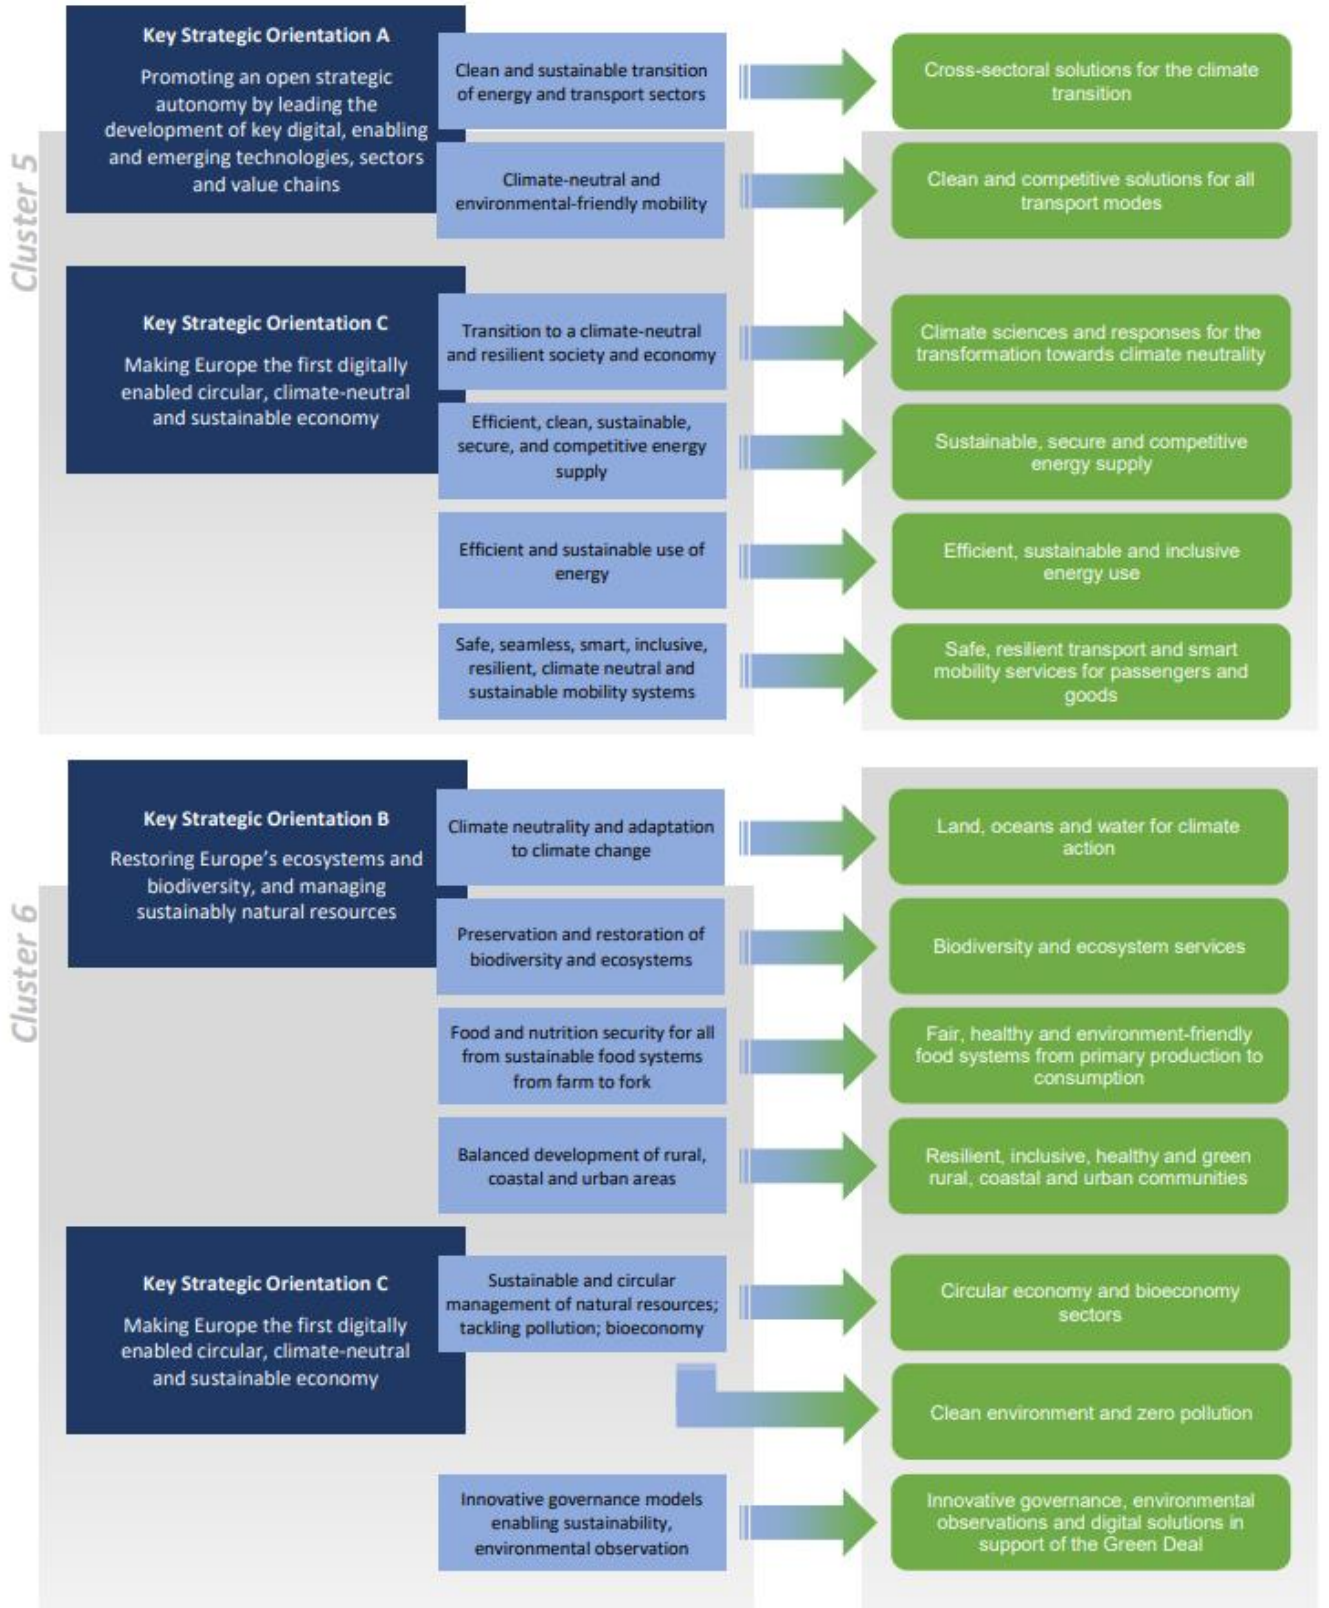 Cluster 5
Key Strategic Orientation A
Promoting an open strategic
autonomy by leading the
development of key digital, enabling
and emerging technologies, sectors
and value chains
Clean and sustainable transition
of energy and transport sectors
Cross-sectoral solutions for the climate
transition
Climate-neutral and
environmental-friendly mobility
Clean and competitive solutions for all
transport modes
Key Strategic Orientation C
Making Europe the first digitally
enabled circular, climate-neutral
and sustainable economy
Transition to a climate-neutral
and resilient society and economy
Climate sciences and responses for the
transformation towards climate neutrality
Efficient, clean, sustainable,
secure, and competitive energy
supply
Sustainable, secure and competitive
energy supply
Efficient and sustainable use of
energy
Efficient, sustainable and inclusive
energy use
Safe, seamless, smart, inclusive,
resilient, climate neutral and
sustainable mobility systems
Safe, resilient transport and smart
mobility services for passengers and
goods
Cluster 6
Key Strategic Orientation B
Restoring Europe’s ecosystems and
biodiversity, and managing
sustainably natural resources
Climate neutrality and adaptation
to climate change
Land, oceans and water for climate
action
Preservation and restoration of
biodiversity and ecosystems
Biodiversity and ecosystem services
Food and nutrition security for all
from sustainable food systems
from farm to fork
Fair, healthy and environment-friendly
food systems from primary production to
consumption
Balanced development of rural,
coastal and urban areas
Resilient, inclusive, healthy and green
rural, coastal and urban communities
Key Strategic Orientation C
Making Europe the first digitally
enabled circular, climate-neutral
and sustainable economy
Sustainable and circular
management of natural resources;
tackling pollution; bioeconomy
Circular economy and bioeconomy
sectors
Clean environment and zero pollution
Innovative governance models
enabling sustainability,
environmental observation
Innovative governance, environmental
observations and digital solutions in
support of the Green Deal